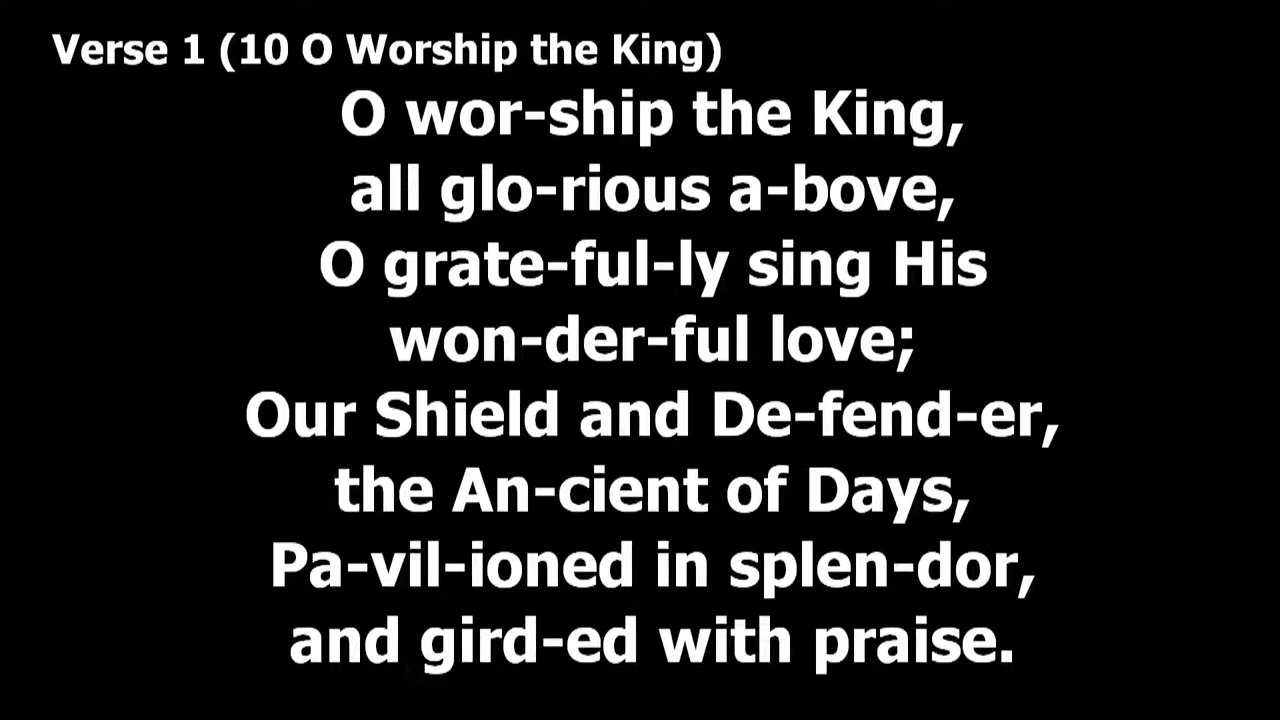 Verse 1 (10 O Worship the King)
O wor-ship the King,
all glo-rious a-bove,
O grate-ful-ly sing His
won-der-ful love;
Our Shield and De-fend-er,
the An-cient of Days,
Pa-vil-ioned in splen-dor,
and gird-ed with praise.